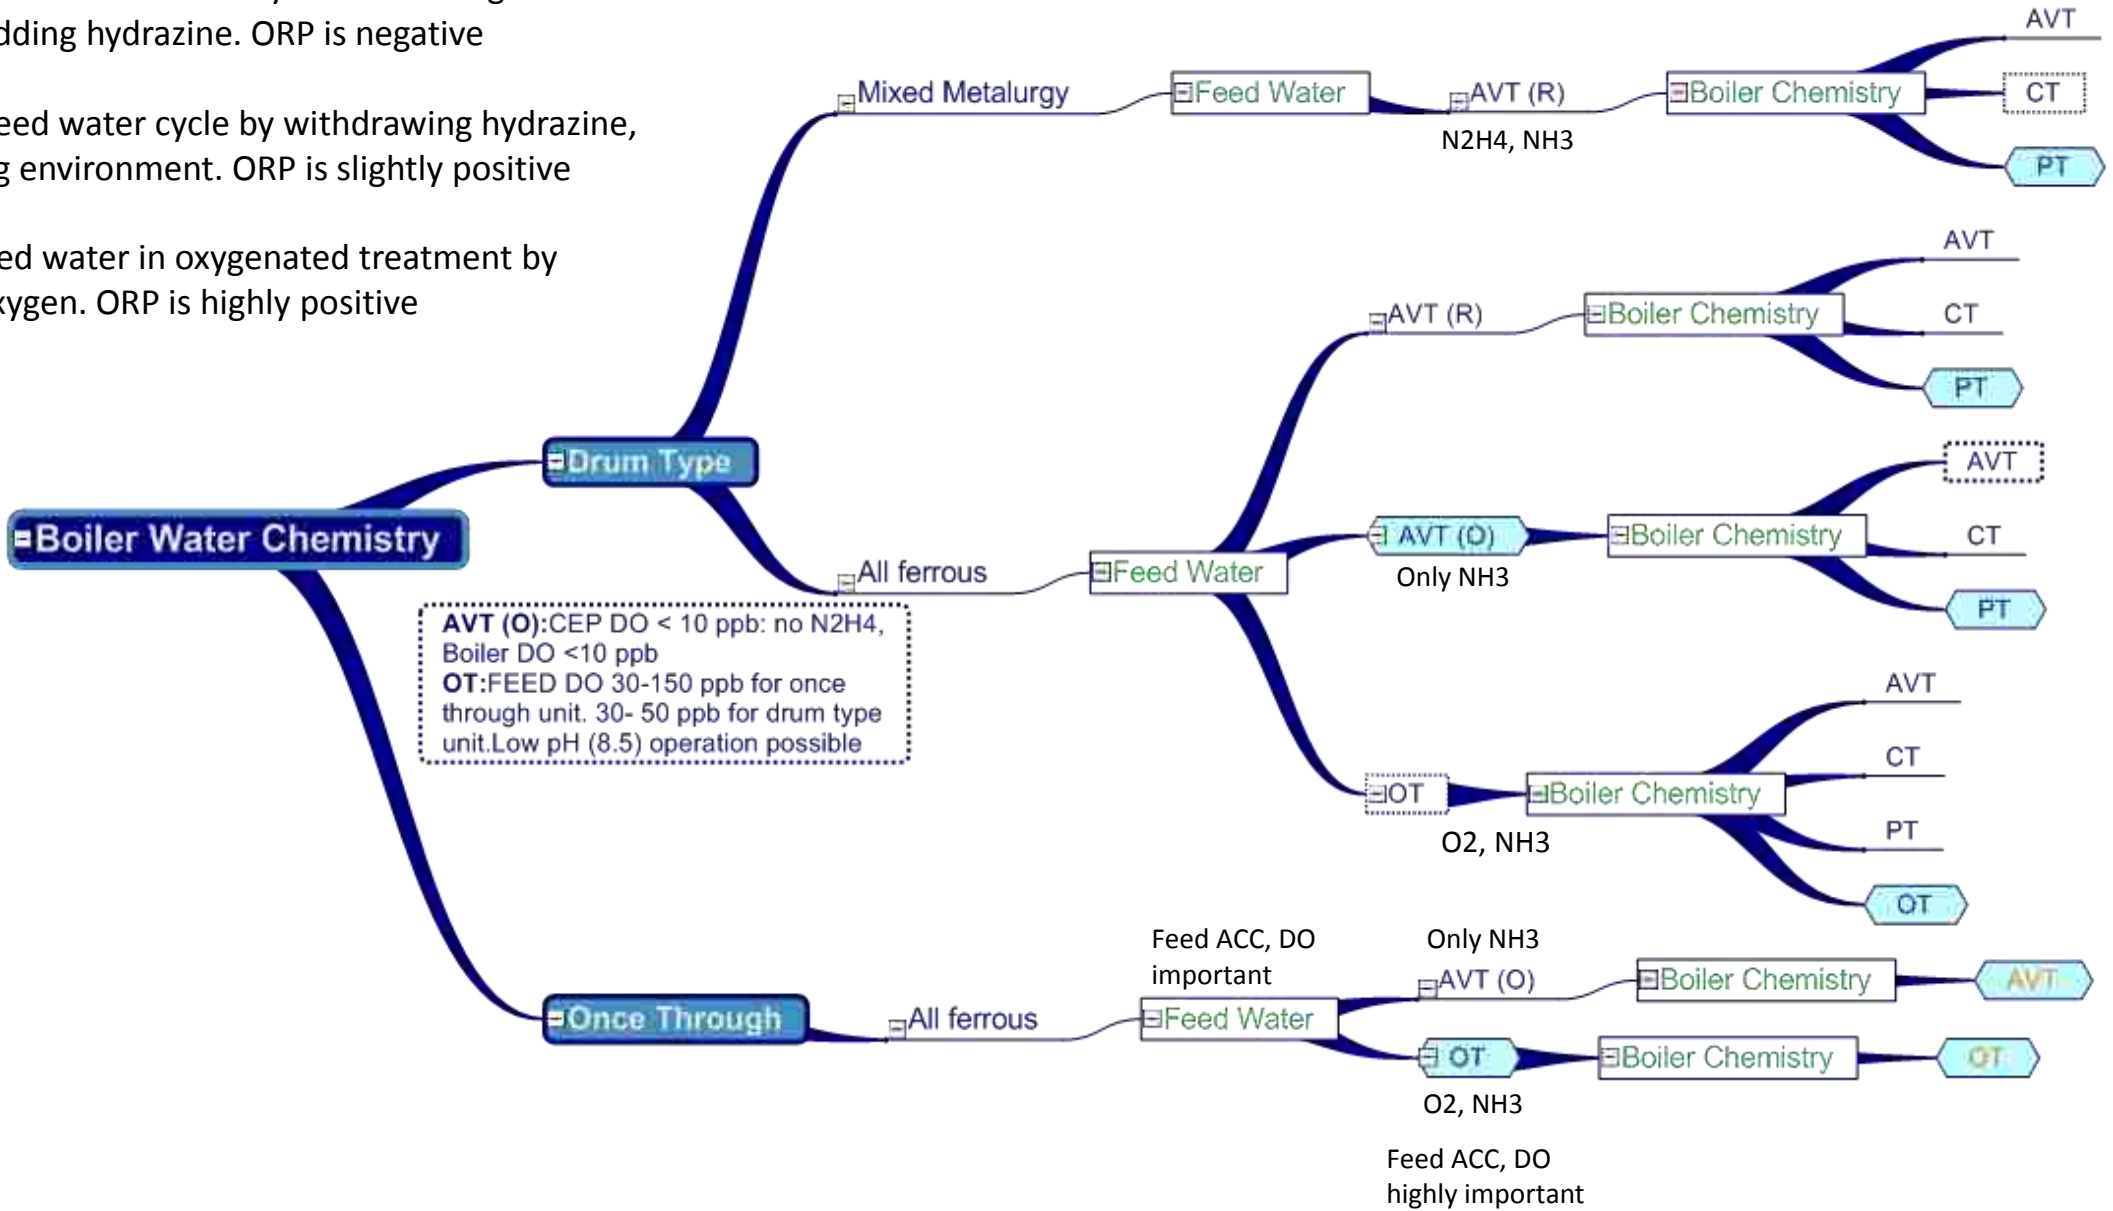 dding hydrazine. ORP is negative
eed water cycle by withdrawing hydrazine,
g environment. ORP is slightly positive
ed water in oxygenated treatment by
xygen. ORP is highly positive
Boiler Water Chemistry
Drum Type
Mixed Metalurgy
Feed Water
AVT (R)
N2H4, NH3
Boiler Chemistry
AVT
CT
PT
All ferrous
Feed Water
AVT (R)
Boiler Chemistry
AVT
CT
PT
AVT (O)
Only NH3
Boiler Chemistry
AVT
CT
PT
OT
O2, NH3
Boiler Chemistry
AVT
CT
PT
OT
AVT (O):CEP DO < 10 ppb: no N2H4,
Boiler DO <10 ppb
OT:FEED DO 30-150 ppb for once
through unit. 30- 50 ppb for drum type
unit.Low pH (8.5) operation possible
Once Through
All ferrous
Feed ACC, DO
important
Feed Water
Only NH3
AVT (O)
Boiler Chemistry
AVT
OT
O2, NH3
Boiler Chemistry
OT
Feed ACC, DO
highly important